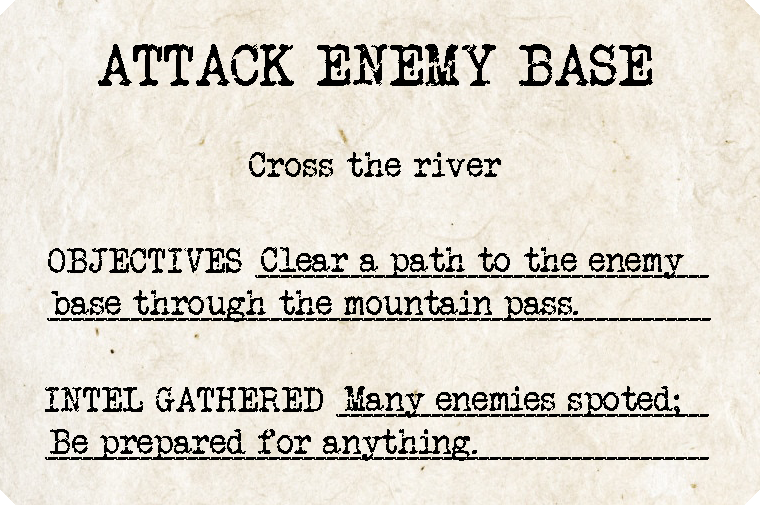 ATTACK ENEMY BASE
Cross the river
OBJECTIVES Clear a path to the enemy
base through the mountain pass.
INTEL GATHERED Many enemies spoted;
Be prepared for anything.